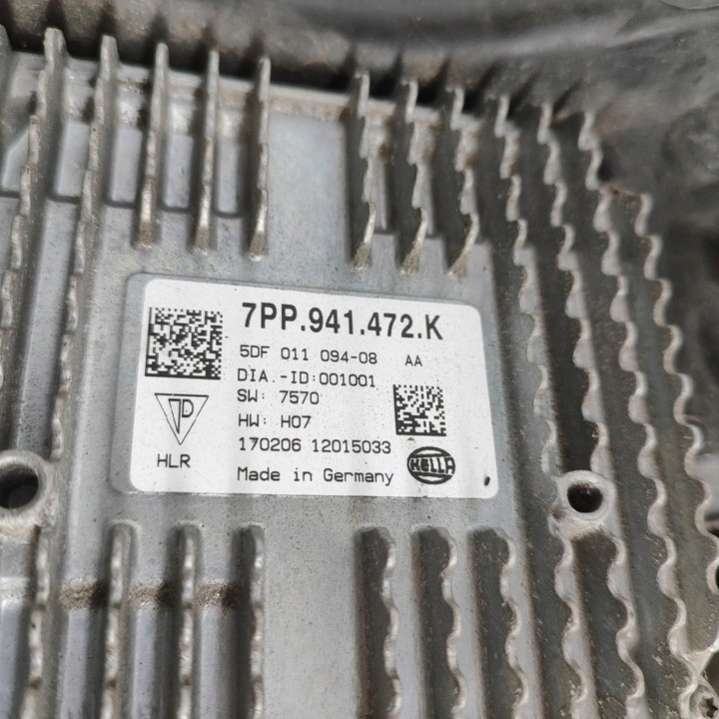 7PP.941.472.K
5DF 011 094-08 AA
DIA.-ID:001001
SW: 7570
HW: H07
170206 12015033
HLR
Made in Germany
HELLA